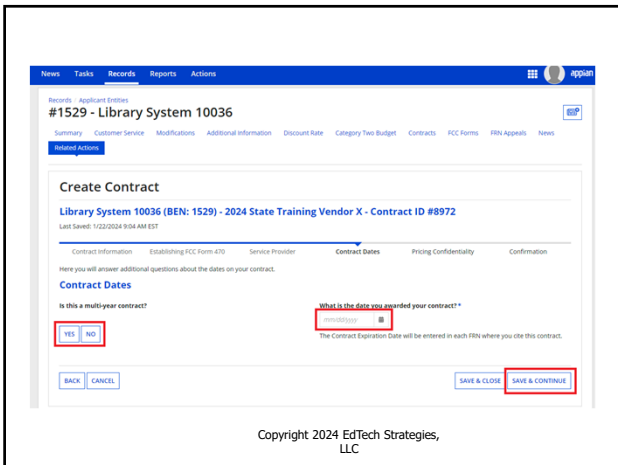 News Tasks Records Reports Actions appian
Records / Applicant Entities
#1529 - Library System 10036
Summary Customer Service Modifications Additional Information Discount Rate Category Two Budget Contracts FCC Forms FRN Appeals News
Related Actions
Create Contract
Library System 10036 (BEN: 1529) - 2024 State Training Vendor X - Contract ID #8972
Last Saved: 1/22/2024 9:04 AM EST
Contract Information Establishing FCC Form 470 Service Provider Contract Dates Pricing Confidentiality Confirmation
Here you will answer additional questions about the dates on your contract.
Contract Dates
Is this a multi-year contract? What is the date you awarded your contract? *
mm/dd/yyyy
YES NO The Contract Expiration Date will be entered in each FRN where you cite this contract.
BACK CANCEL SAVE & CLOSE SAVE & CONTINUE
Copyright 2024 EdTech Strategies,
LLC